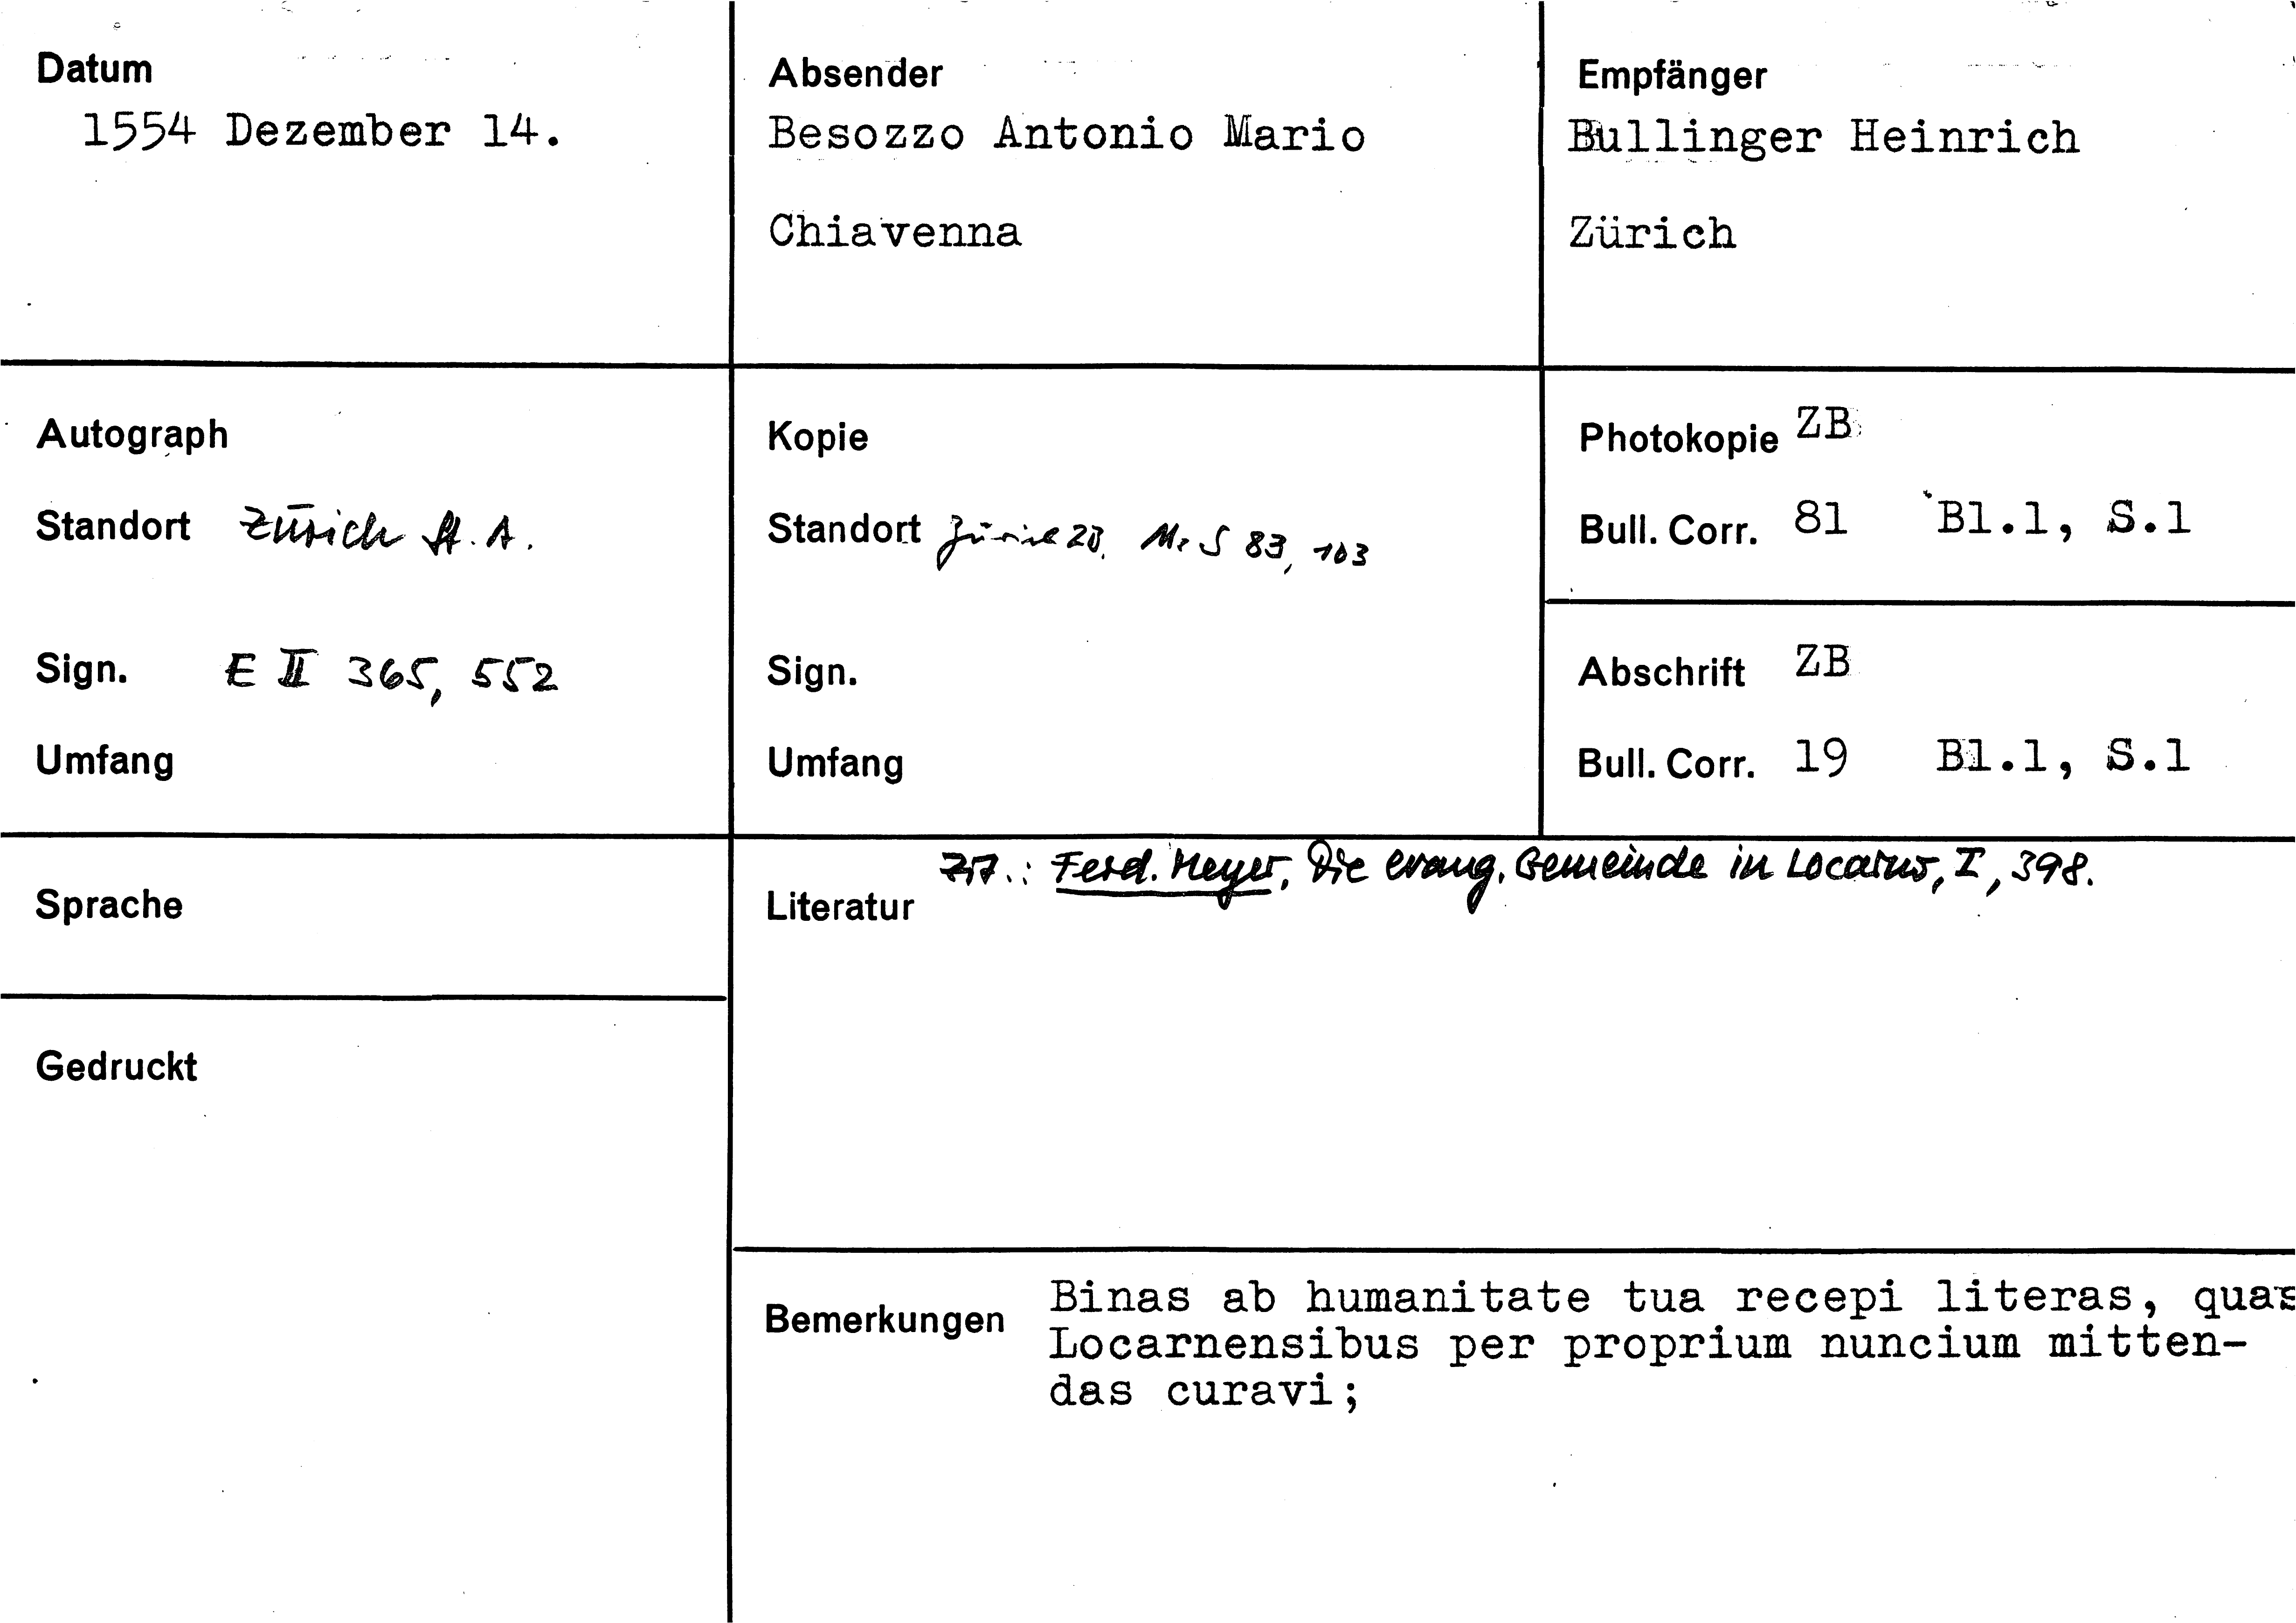 Datum
1554 Dezember 14.
Absender
Besozzo Antonio Mario
Chiavenna
Empfänger
Bullinger Heinrich
Zürich
Autograph
Standort Zürich St. A.
Sign. E II 365, 552
Umfang
Kopie
Standort Zürich ZB, Ms S 83, 103
Sign.
Umfang
Photokopie ZB
Bull. Corr. 81 Bl.1, S.1
Abschrift ZB
Bull. Corr. 19 Bl.1, S.1
Sprache
Gedruckt
Literatur Ferd. Meyer, Die evang. Gemeinde in Locarno, I, 398.
Bemerkungen Binas ab humanitate tua recepi literas, quas
Locarnensibus per proprium nuncium mitten-
das curavi;